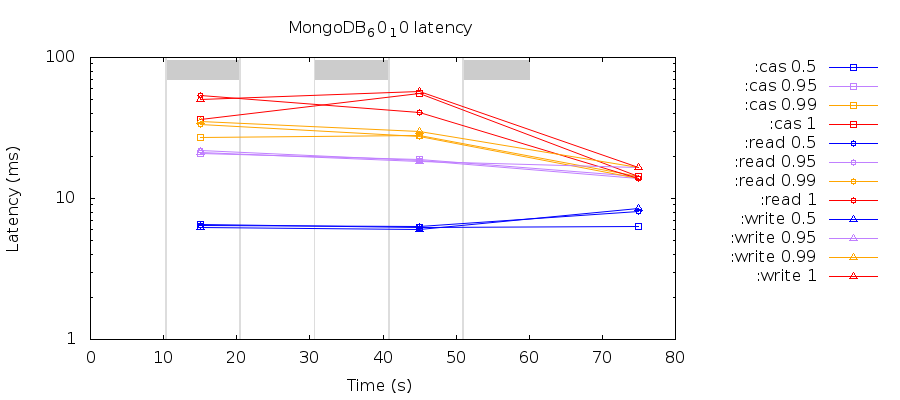 MongoDB₆0₁0 latency
100
10
1
Latency (ms)
0 10 20 30 40 50 60 70 80
Time (s)
:cas 0.5
:cas 0.95
:cas 0.99
:cas 1
:read 0.5
:read 0.95
:read 0.99
:read 1
:write 0.5
:write 0.95
:write 0.99
:write 1